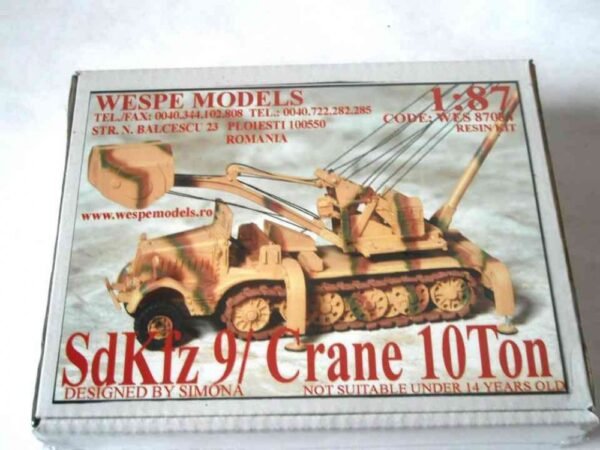 WESPE MODELS
1:87
TEL./FAX: 0040.344.102.808 TEL.: 0040.722.282.285
CODE: WES
STR. N. BALCESCU 23 PLOIESTI 100550
RESIN KIT
ROMANIA
www.wespemodels.ro
SdKfz 9/ Crane 10Ton
DESIGNED BY SIMONA
NOT SUITABLE UNDER 14 YEARS OLD